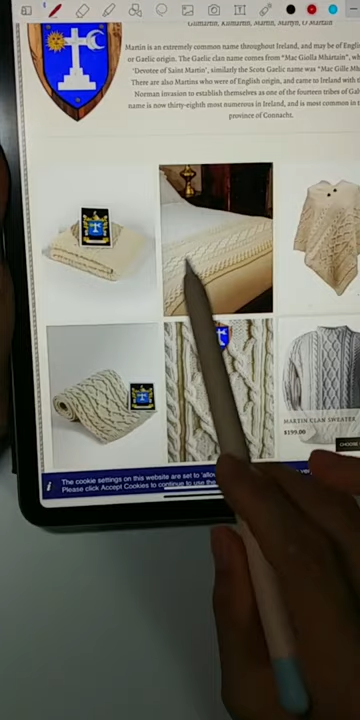 Gilmartin, Kilmartin, Martin, Martyn, O'Martin
Martin is an extremely common name throughout Ireland, and may be of Engl
or Gaelic origin. The Gaelic clan name comes from "Mac Giolla Mhártain", wh
'Devotee of Saint Martin', similarly the Scots Gaelic name was "Mac Gille Mh
There are also Martins who were of English origin, and came to Ireland with t
Norman invasion to establish themselves as one of the fourteen tribes of Gal
name is now thirty-eighth most numerous in Ireland, and is most common in t
province of Connacht.
MARTIN CLAN SWEATER
$199.00
CHOOSE
The cookie settings on this website are set to 'allow
Please click Accept Cookies to continue to use the